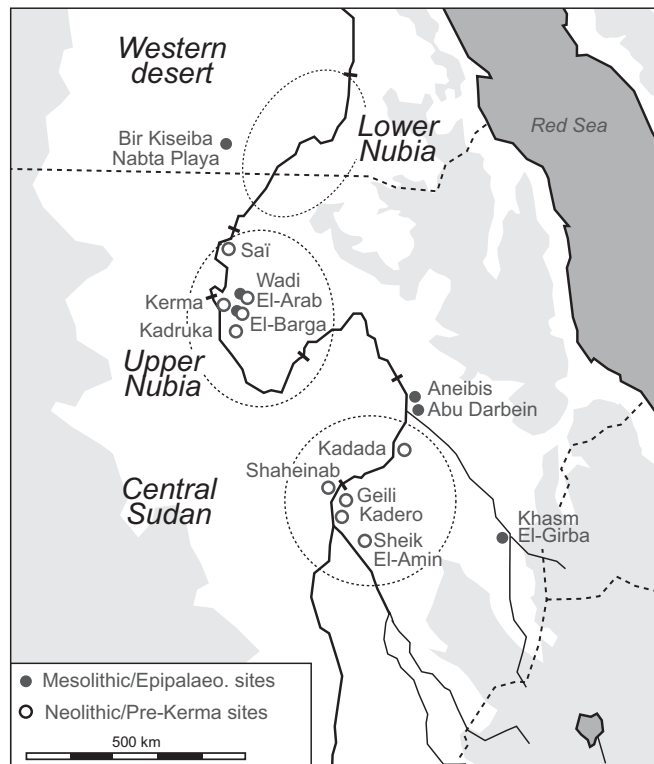 Western
desert
Red Sea
Lower
Nubia
Bir Kiseiba
Nabta Playa
Saï
Wadi
El-Arab
Kerma
El-Barga
Kadruka
Upper
Nubia
Aneibis
Abu Darbein
Kadada
Shaheinab
Central
Sudan
Geili
Kadero
Khasm
El-Girba
Sheik
El-Amin
Mesolithic/Epipalaeo. sites
Neolithic/Pre-Kerma sites
500 km